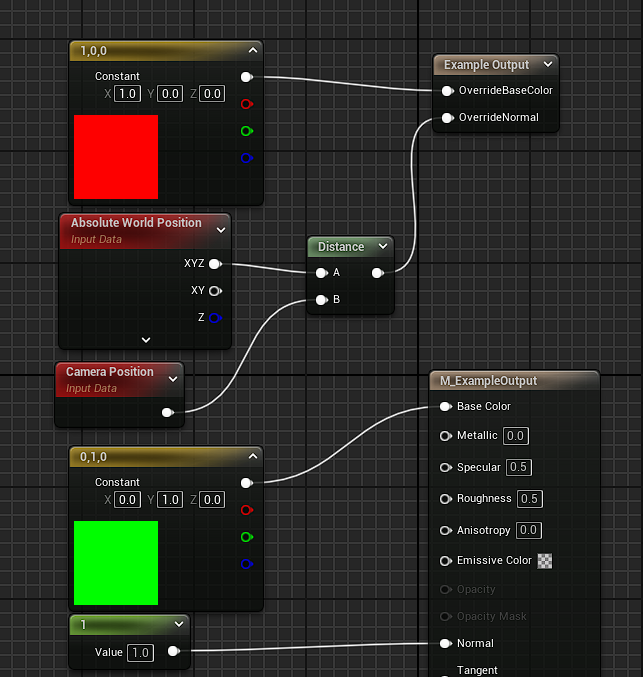 1,0,0
Constant
X 1.0 Y 0.0 Z 0.0
Example Output
OverrideBaseColor
OverrideNormal
Absolute World Position
Input Data
XYZ
XY
Z
Distance
A
B
Camera Position
Input Data
0,1,0
Constant
X 0.0 Y 1.0 Z 0.0
1
Value 1.0
M_ExampleOutput
Base Color
Metallic 0.0
Specular 0.5
Roughness 0.5
Anisotropy 0.0
Emissive Color
Opacity
Opacity Mask
Normal
Tangent